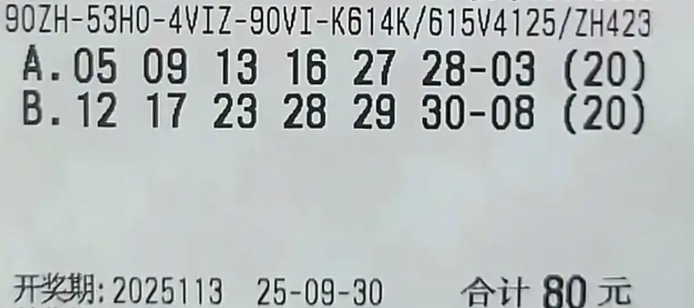 90ZH-53H0-4VIZ-90VI-K614K/615V4125/ZH423
A.05 09 13 16 27 28-03 (20)
B.12 17 23 28 29 30-08 (20)
开奖期:2025113 25-09-30 合计 80 元